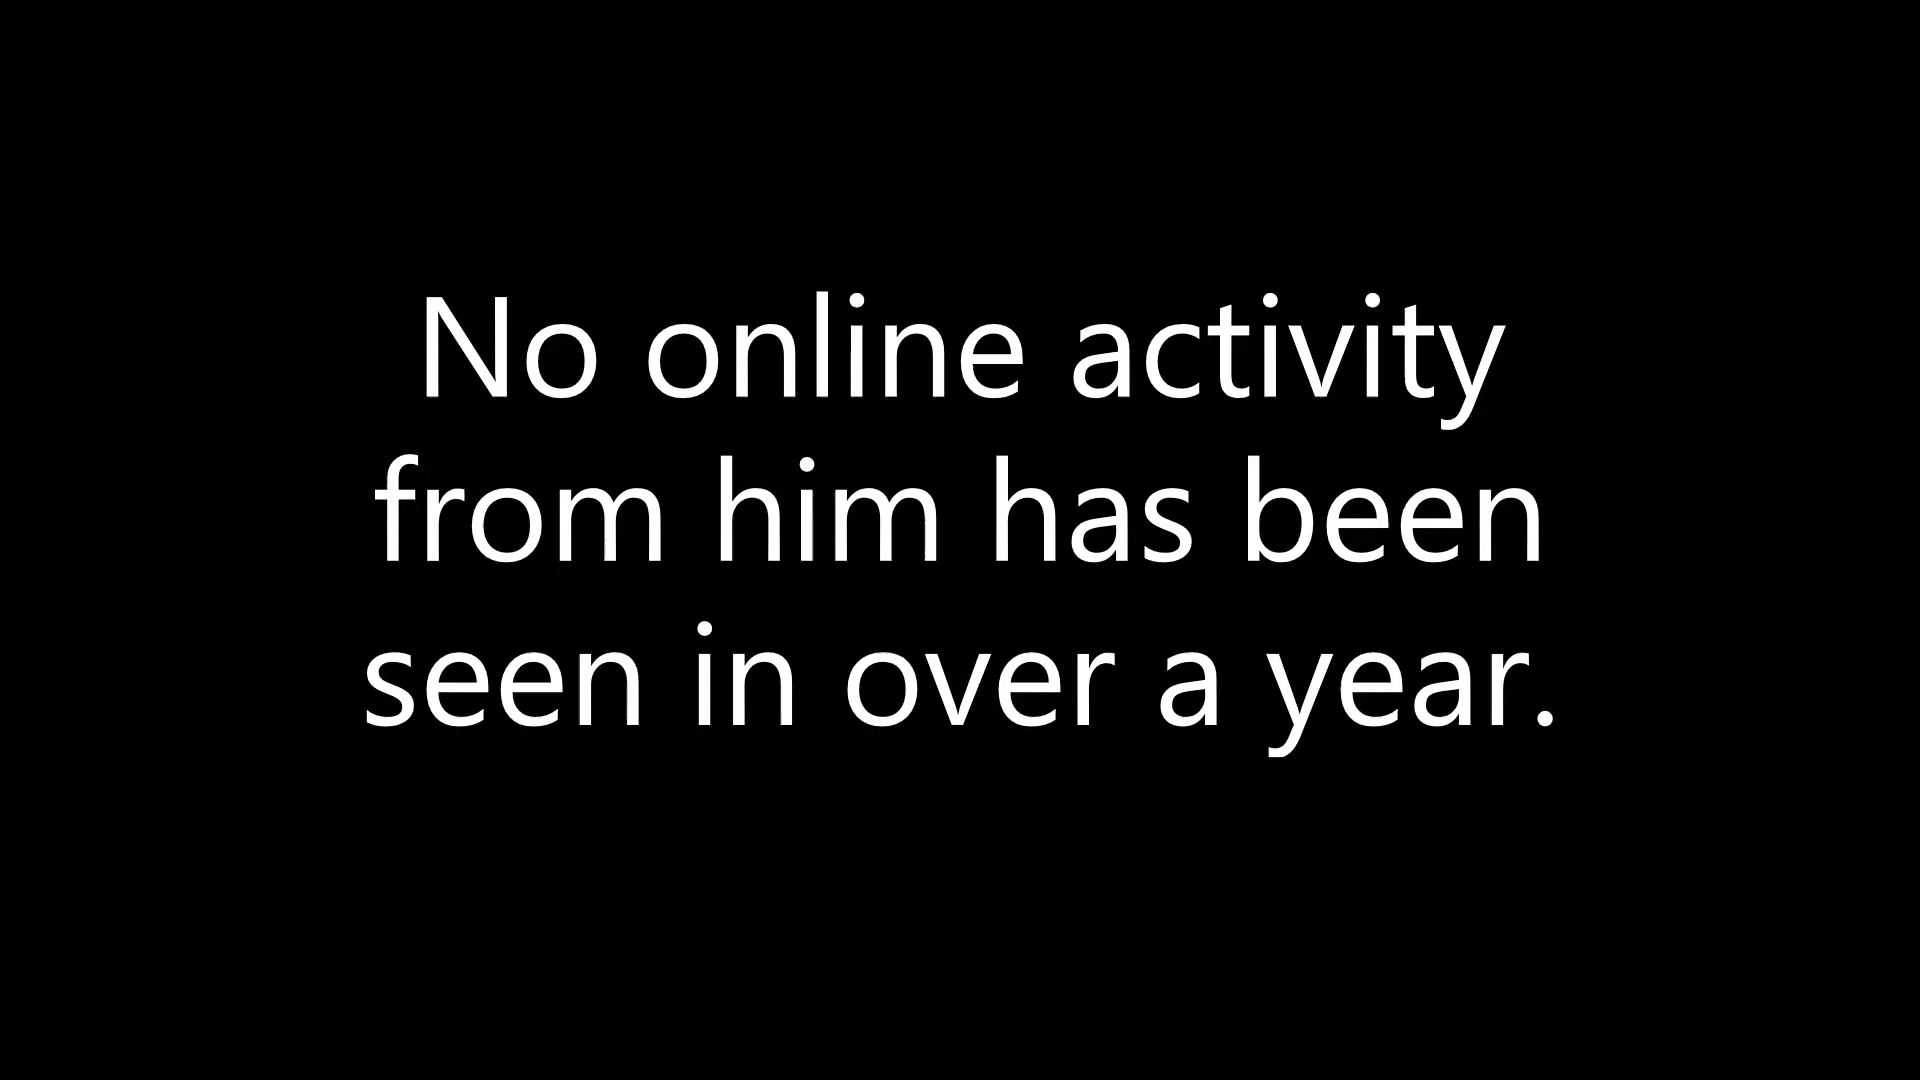 No online activity
from him has been
seen in over a year.